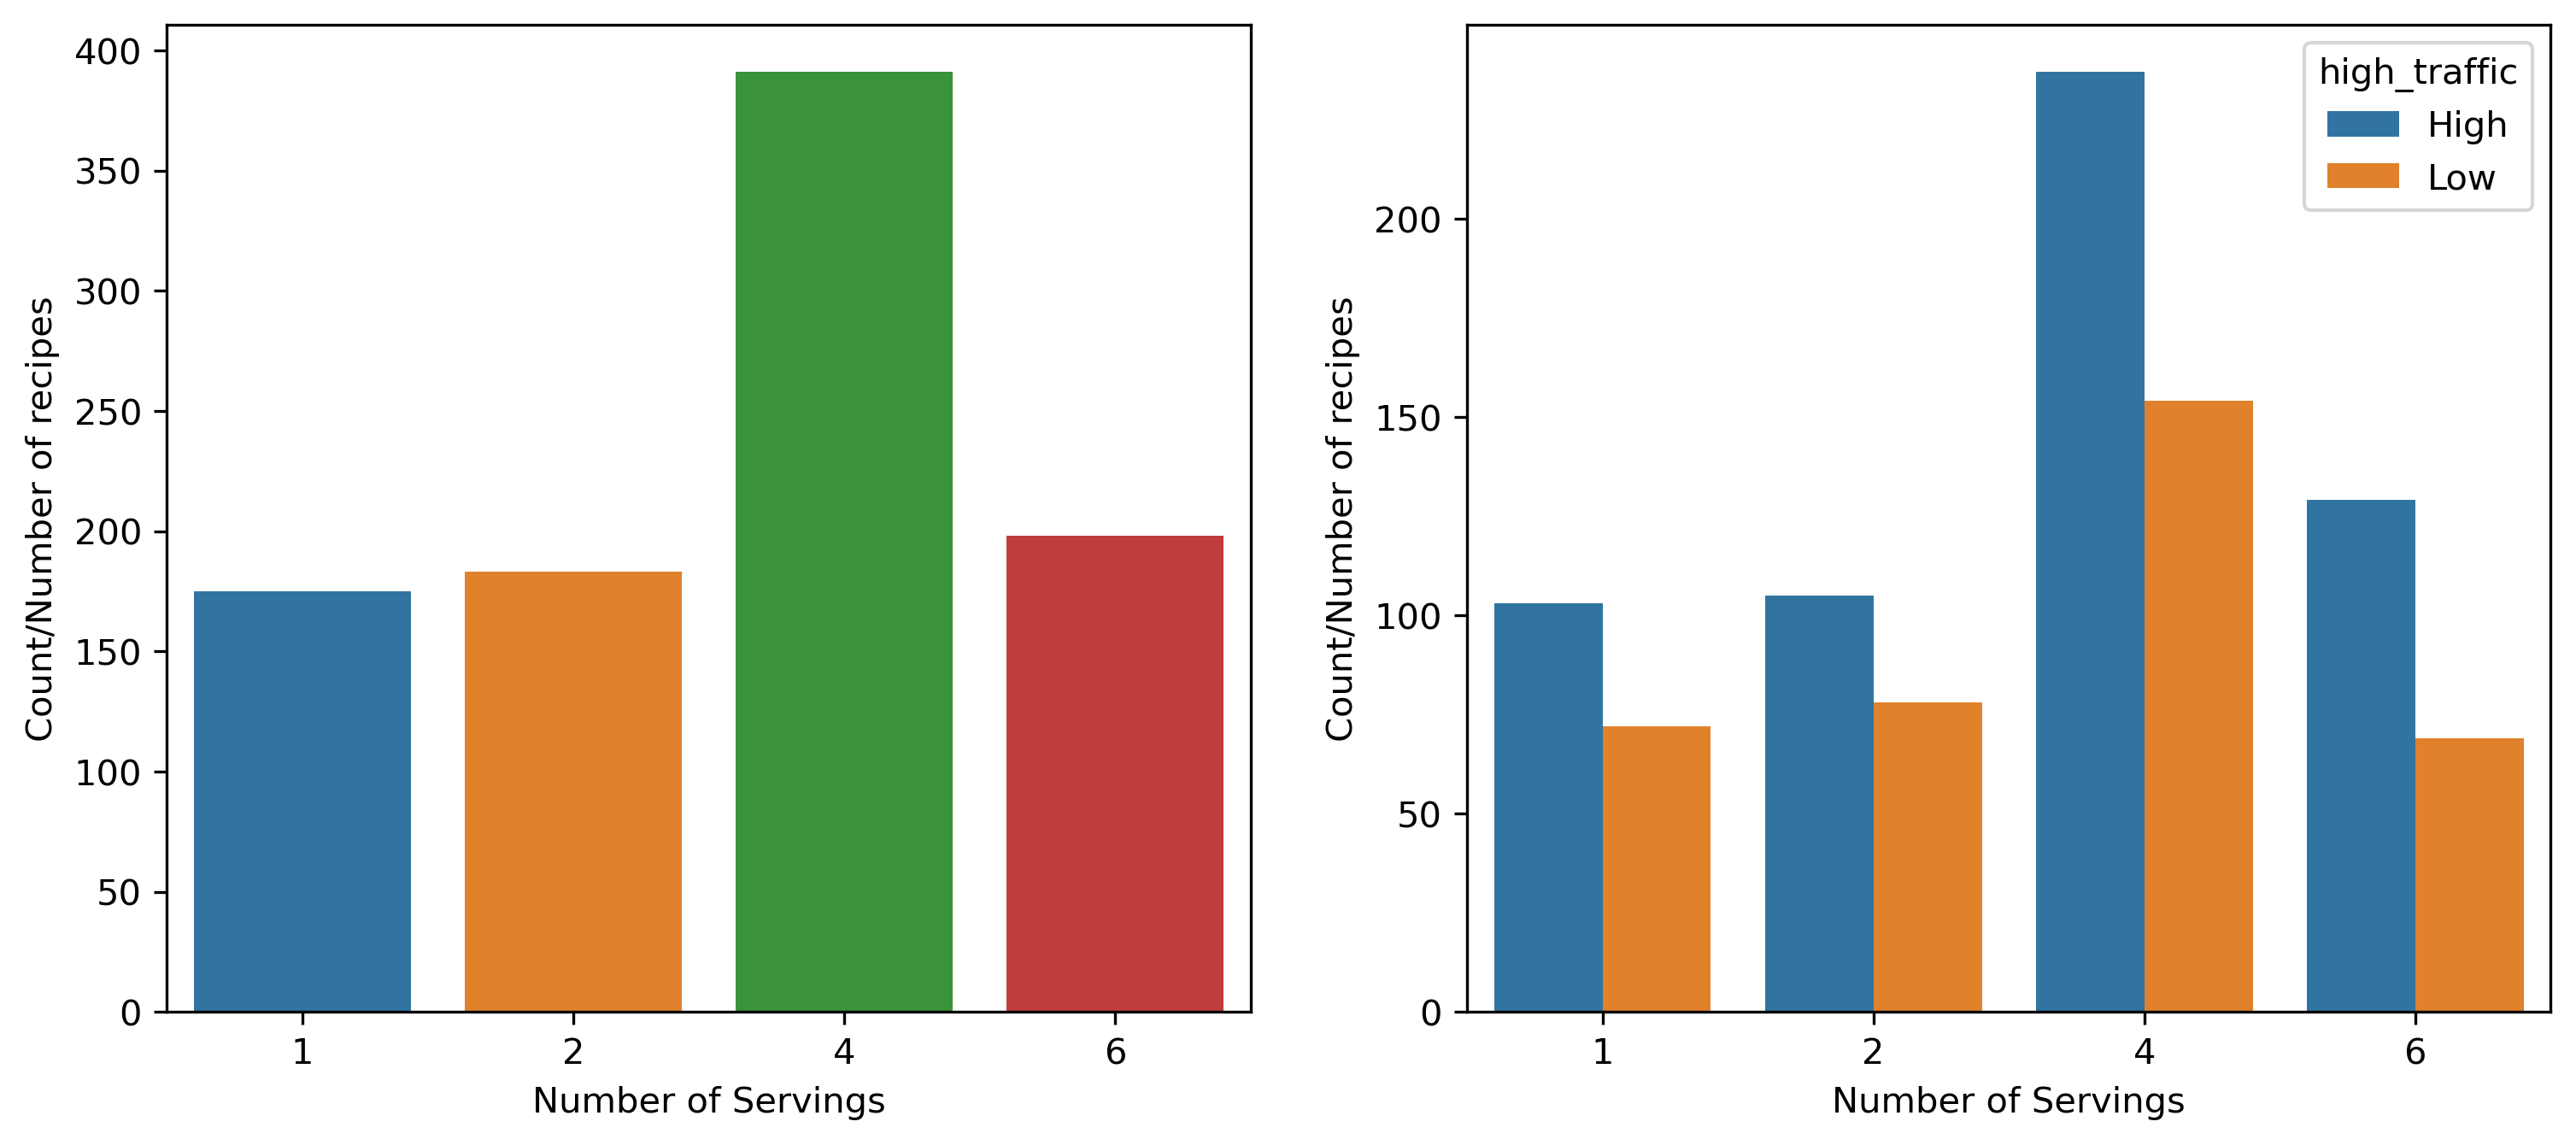 400
350
300
250
200
150
100
50
0
Count/Number of recipes
1 2 4 6
Number of Servings
high_traffic
High
Low
200
150
100
50
0
Count/Number of recipes
1 2 4 6
Number of Servings